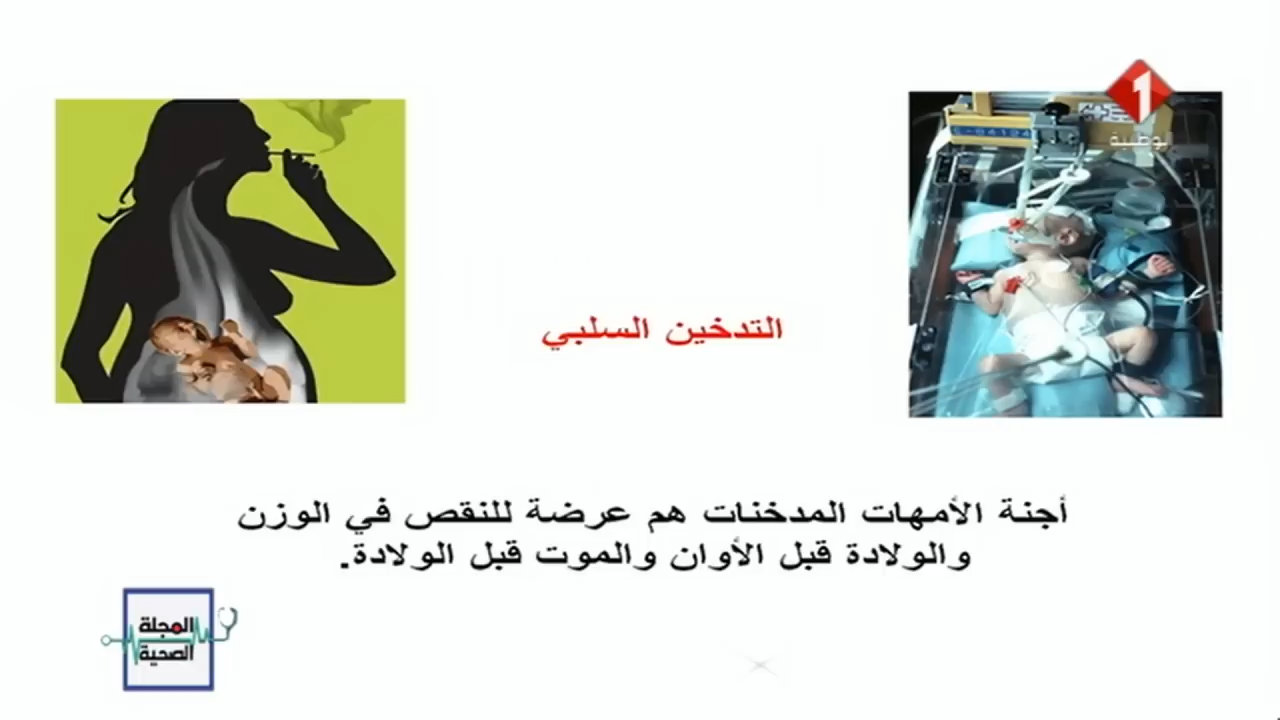 1
الوطنية
التدخين السلبي
أجنة الأمهات المدخنات هم عرضة للنقص في الوزن
والولادة قبل الأوان والموت قبل الولادة.
المجلة
الصحية